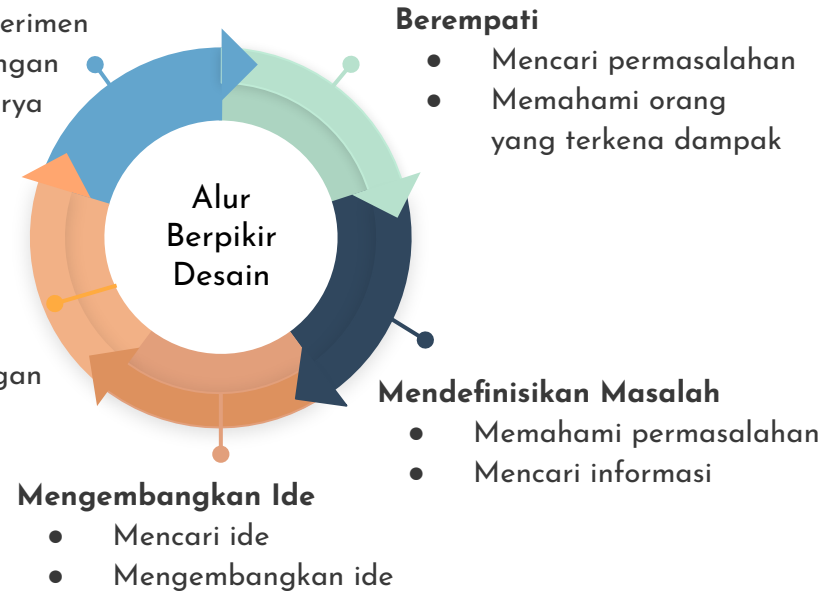 Berempati
● Mencari permasalahan
● Memahami orang
yang terkena dampak
Alur
Berpikir
Desain
Mendefinisikan Masalah
● Memahami permasalahan
● Mencari informasi
Mengembangkan Ide
● Mencari ide
● Mengembangkan ide